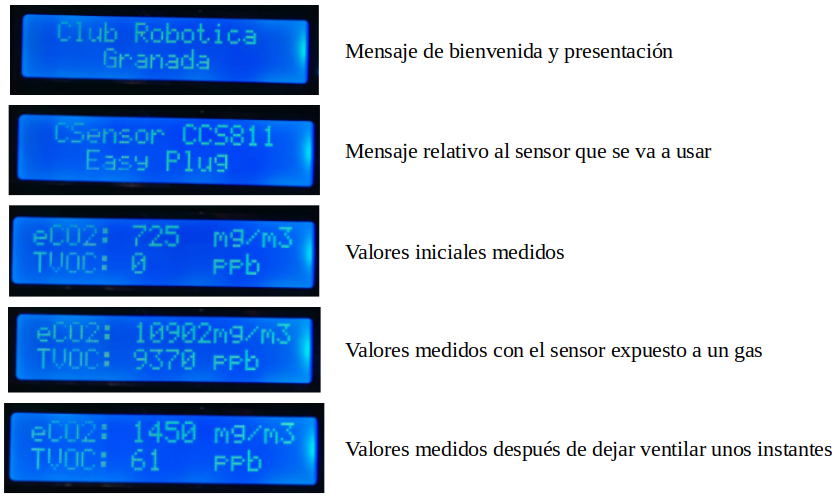 Club Robotica
Granada
Mensaje de bienvenida y presentación
CSensor CCS811
Easy Plug
Mensaje relativo al sensor que se va a usar
eCO2: 725 mg/m3
TVOC: 0 ppb
Valores iniciales medidos
eCO2: 10902mg/m3
TVOC: 9370 ppb
Valores medidos con el sensor expuesto a un gas
eCO2: 1450 mg/m3
TVOC: 61 ppb
Valores medidos después de dejar ventilar unos instantes